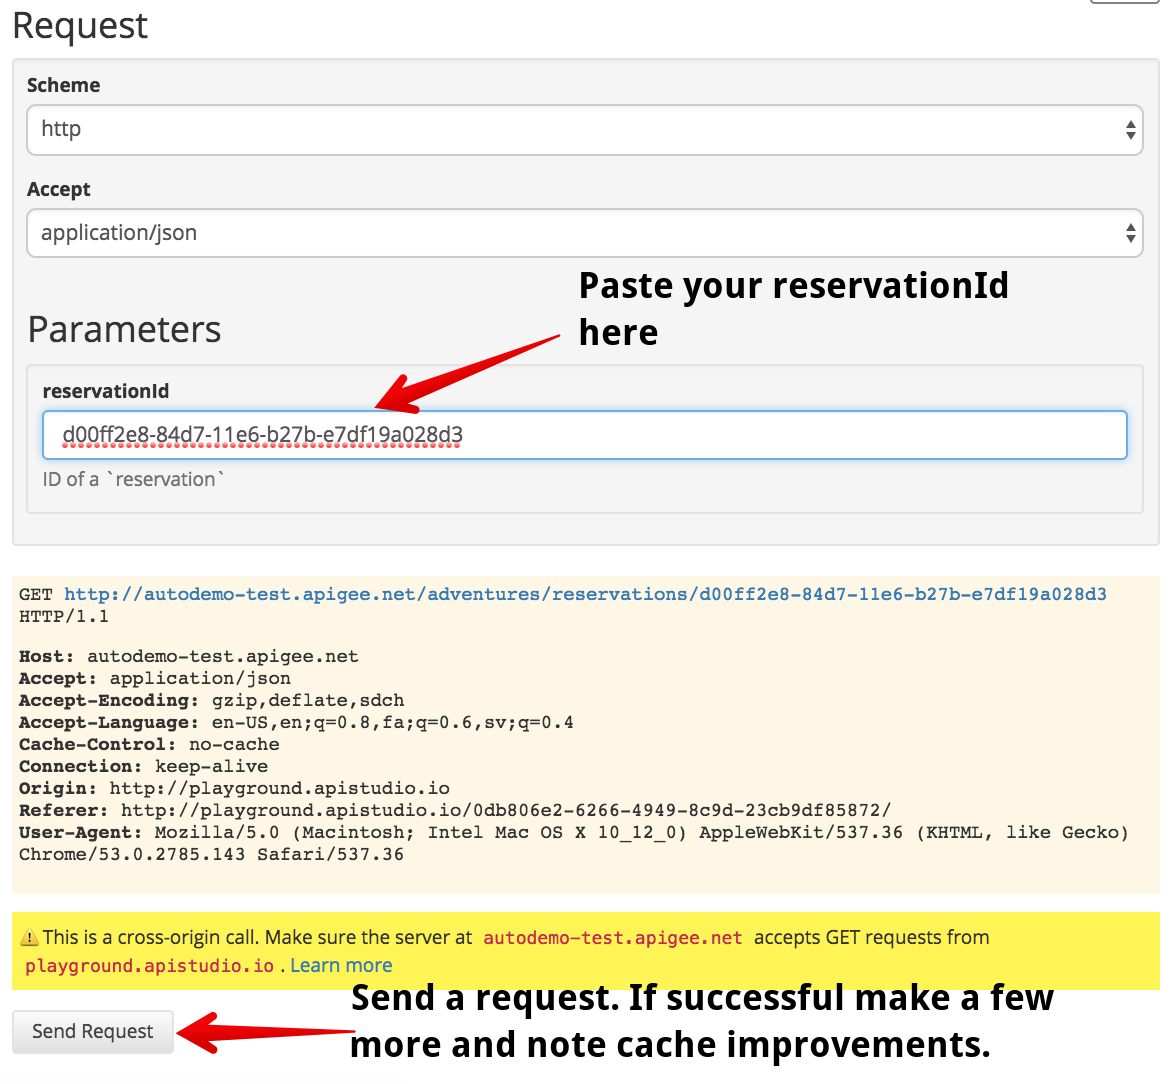 Request
Scheme
http
Accept
application/json
Paste your reservationId
here
Parameters
reservationId
d00ff2e8-84d7-11e6-b27b-e7df19a028d3
ID of a `reservation`
GET http://autodemo-test.apigee.net/adventures/reservations/d00ff2e8-84d7-11e6-b27b-e7df19a028d3
HTTP/1.1
Host: autodemo-test.apigee.net
Accept: application/json
Accept-Encoding: gzip,deflate,sdch
Accept-Language: en-US,en;q=0.8,fa;q=0.6,sv;q=0.4
Cache-Control: no-cache
Connection: keep-alive
Origin: http://playground.apistudio.io
Referer: http://playground.apistudio.io/0db806e2-6266-4949-8c9d-23cb9df85872/
User-Agent: Mozilla/5.0 (Macintosh; Intel Mac OS X 10_12_0) AppleWebKit/537.36 (KHTML, like Gecko)
Chrome/53.0.2785.143 Safari/537.36
⚠ This is a cross-origin call. Make sure the server at autodemo-test.apigee.net accepts GET requests from
playground.apistudio.io . Learn more
Send a request. If successful make a few
more and note cache improvements.
Send Request